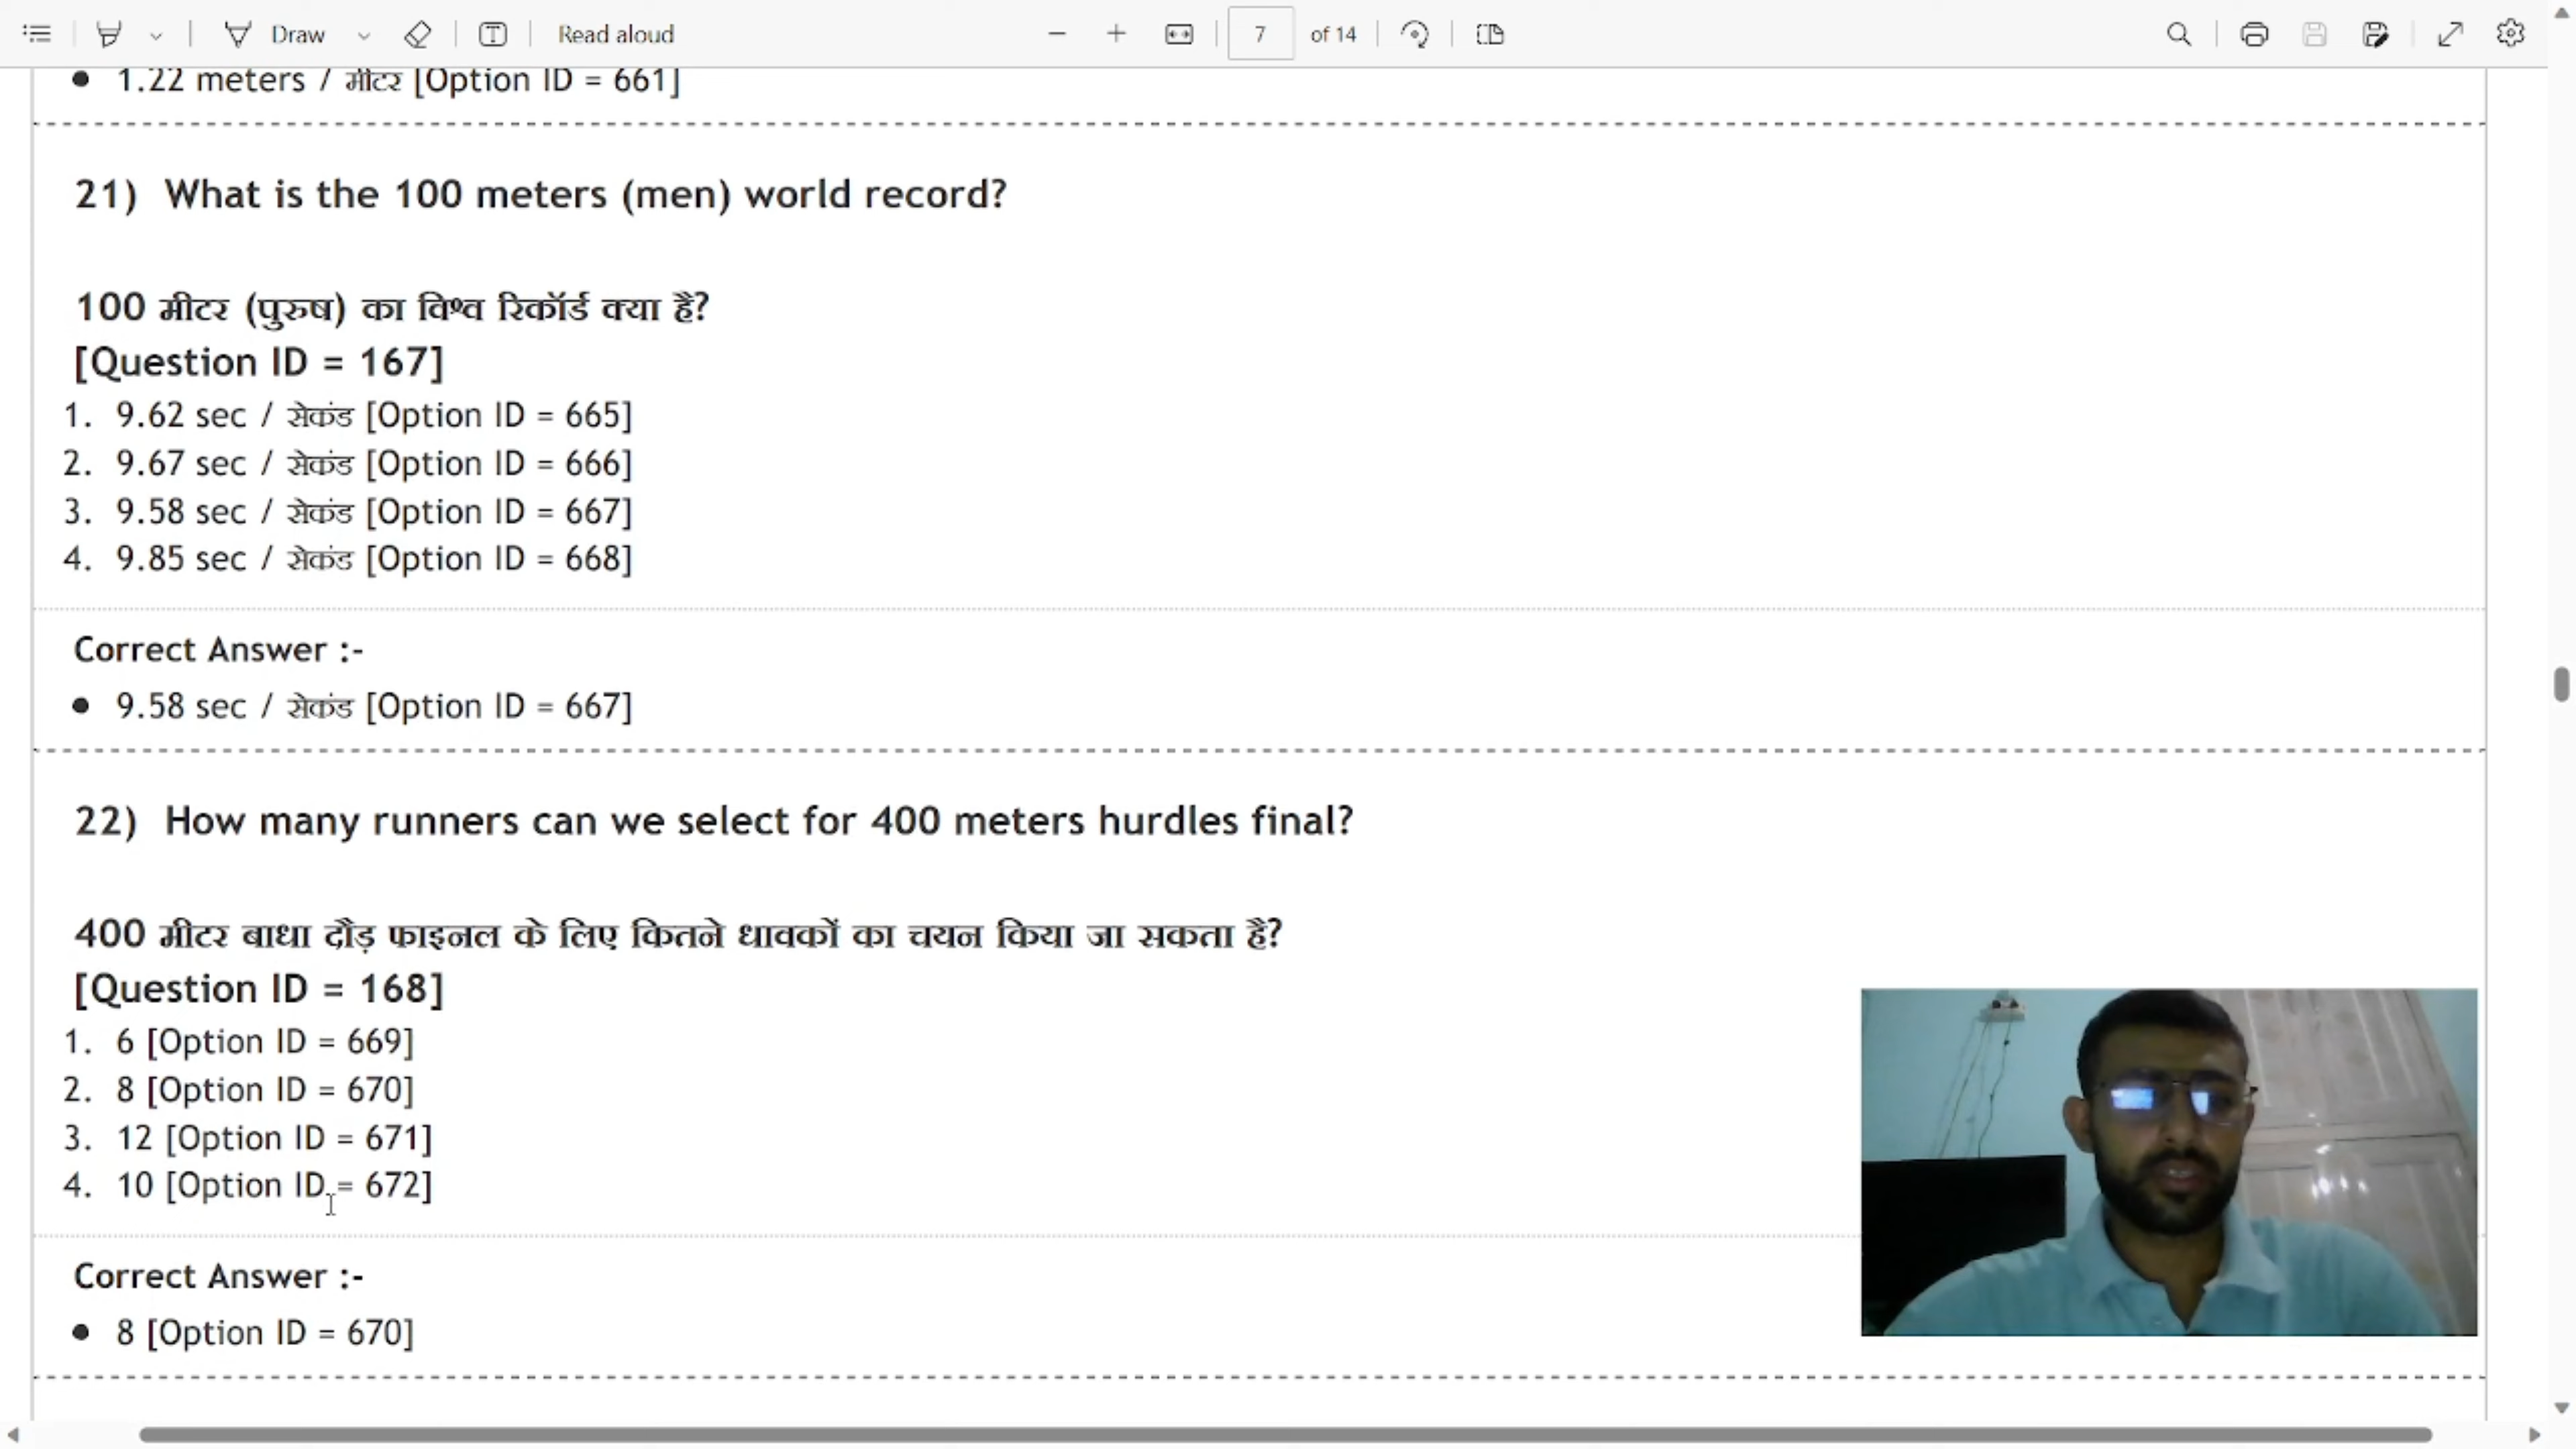 Draw
Read aloud
7 of 14
• 1.22 meters / मीटर [Option ID = 661]
21) What is the 100 meters (men) world record?
100 मीटर (पुरुष) का विश्व रिकॉर्ड क्या है?
[Question ID = 167]
1. 9.62 sec / सेकंड [Option ID = 665]
2. 9.67 sec / सेकंड [Option ID = 666]
3. 9.58 sec / सेकंड [Option ID = 667]
4. 9.85 sec / सेकंड [Option ID = 668]
Correct Answer :-
• 9.58 sec / सेकंड [Option ID = 667]
22) How many runners can we select for 400 meters hurdles final?
400 मीटर बाधा दौड़ फाइनल के लिए कितने धावकों का चयन किया जा सकता है?
[Question ID = 168]
1. 6 [Option ID = 669]
2. 8 [Option ID = 670]
3. 12 [Option ID = 671]
4. 10 [Option ID = 672]
Correct Answer :-
• 8 [Option ID = 670]